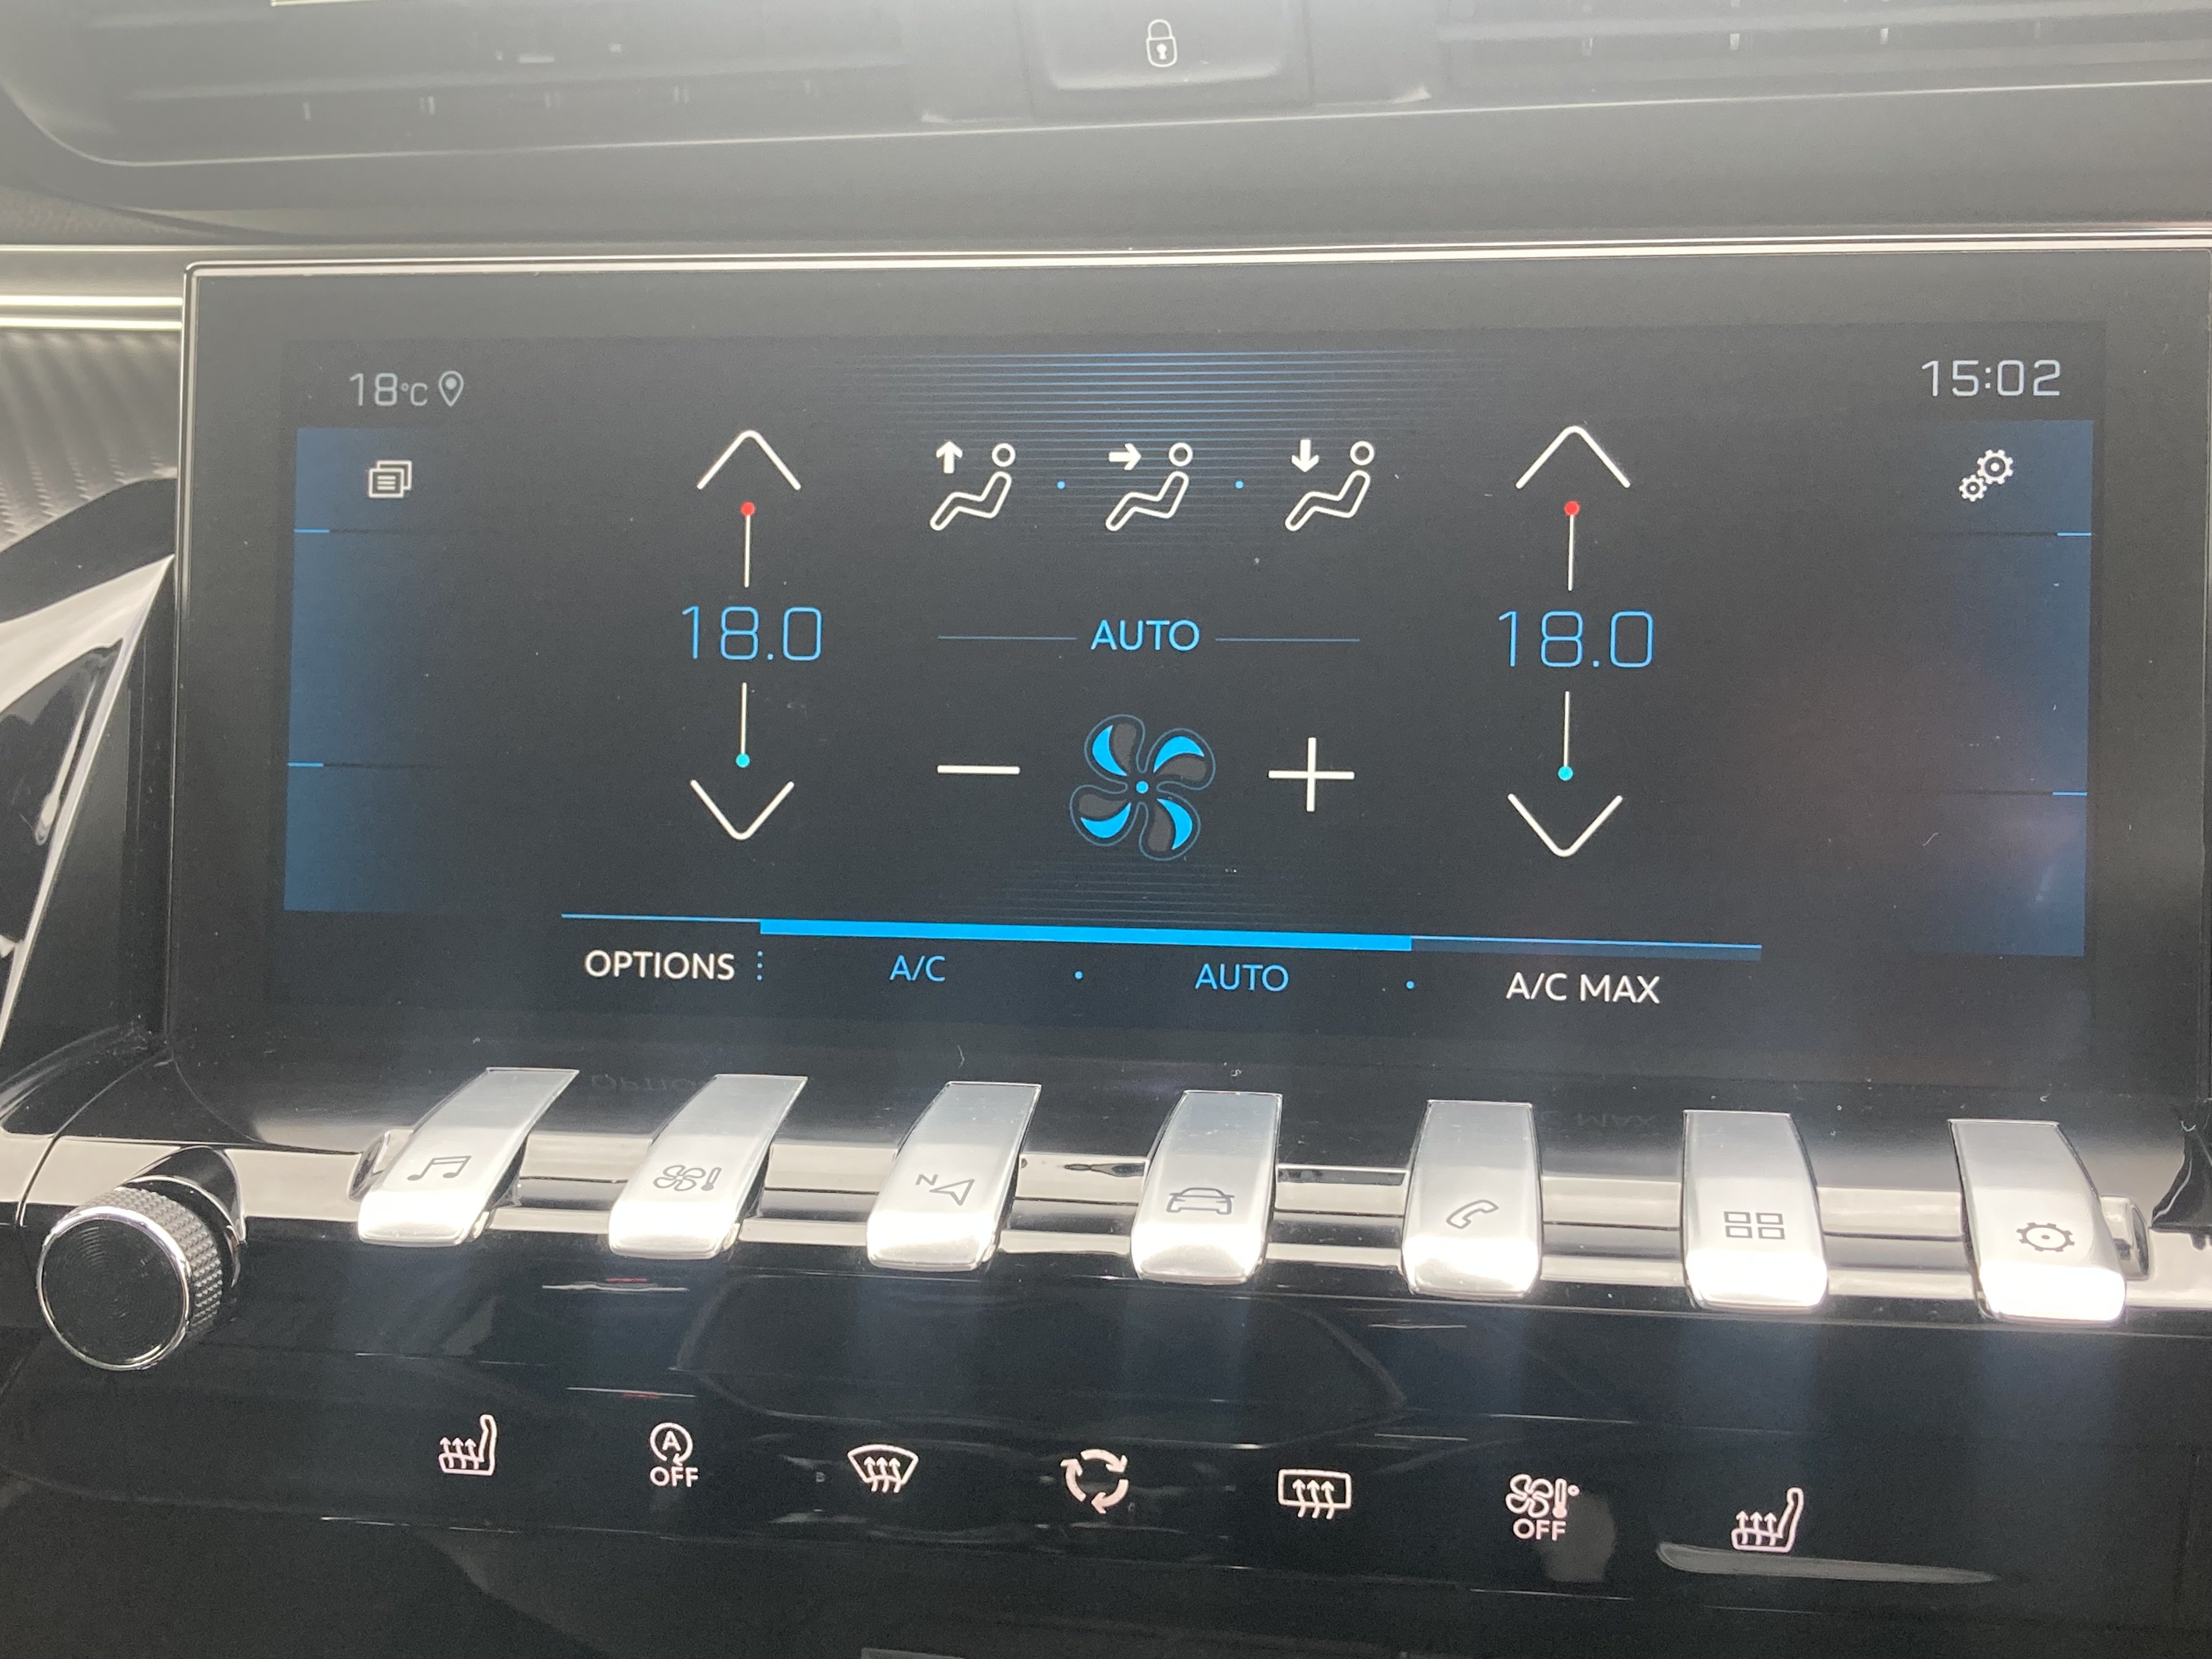 18°C
15:02
18.0
AUTO
18.0
OPTIONS
A/C
AUTO
A/C MAX
N
A
OFF
OFF